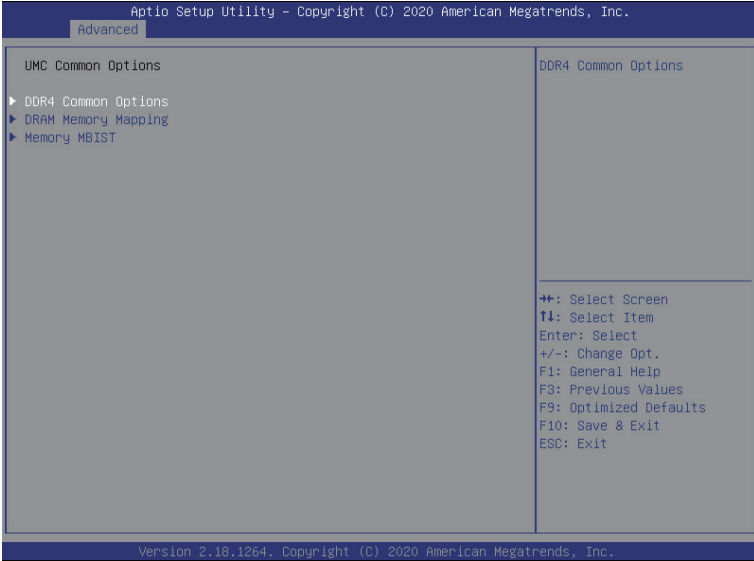 Aptio Setup Utility – Copyright (C) 2020 American Megatrends, Inc.
Advanced
UMC Common Options
DDR4 Common Options
DRAM Memory Mapping
Memory MBIST
DDR4 Common Options
→←: Select Screen
↑↓: Select Item
Enter: Select
+/-: Change Opt.
F1: General Help
F3: Previous Values
F9: Optimized Defaults
F10: Save & Exit
ESC: Exit
Version 2.18.1264. Copyright (C) 2020 American Megatrends, Inc.